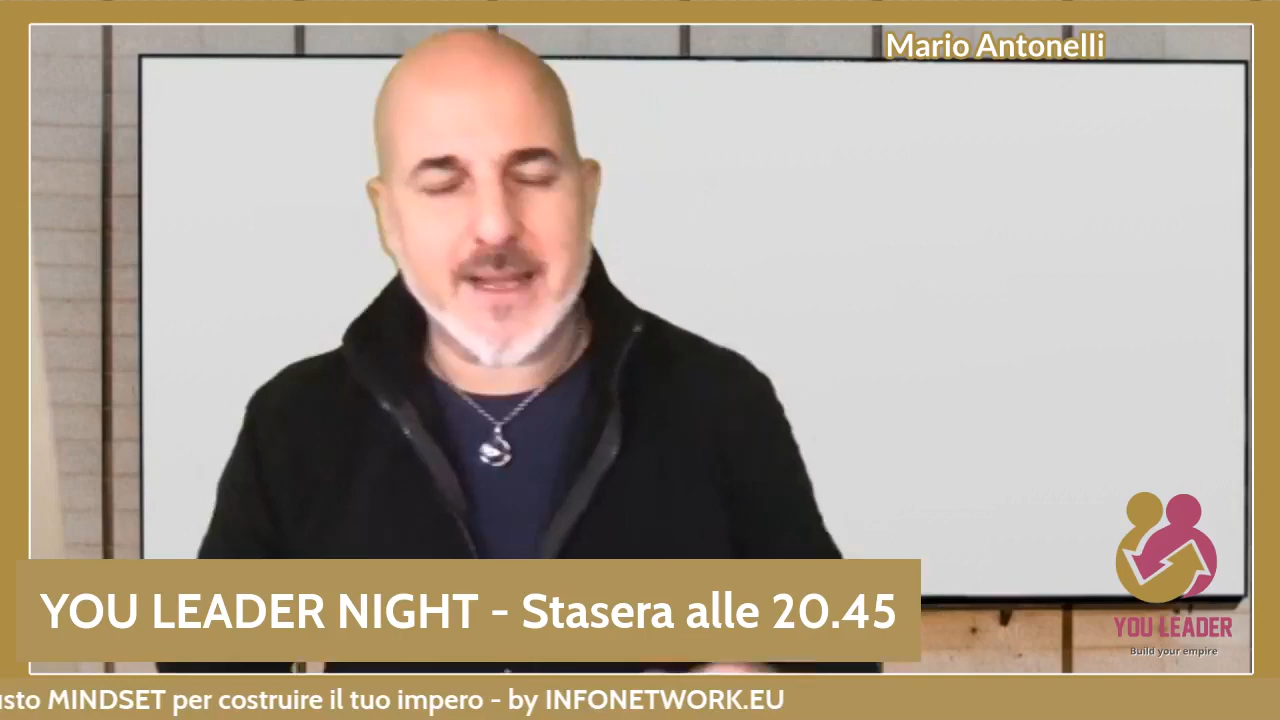 Mario Antonelli
YOU LEADER
Build your empire
YOU LEADER NIGHT - Stasera alle 20.45
MINDSET per costruire il tuo impero - by INFONETWORK.EU